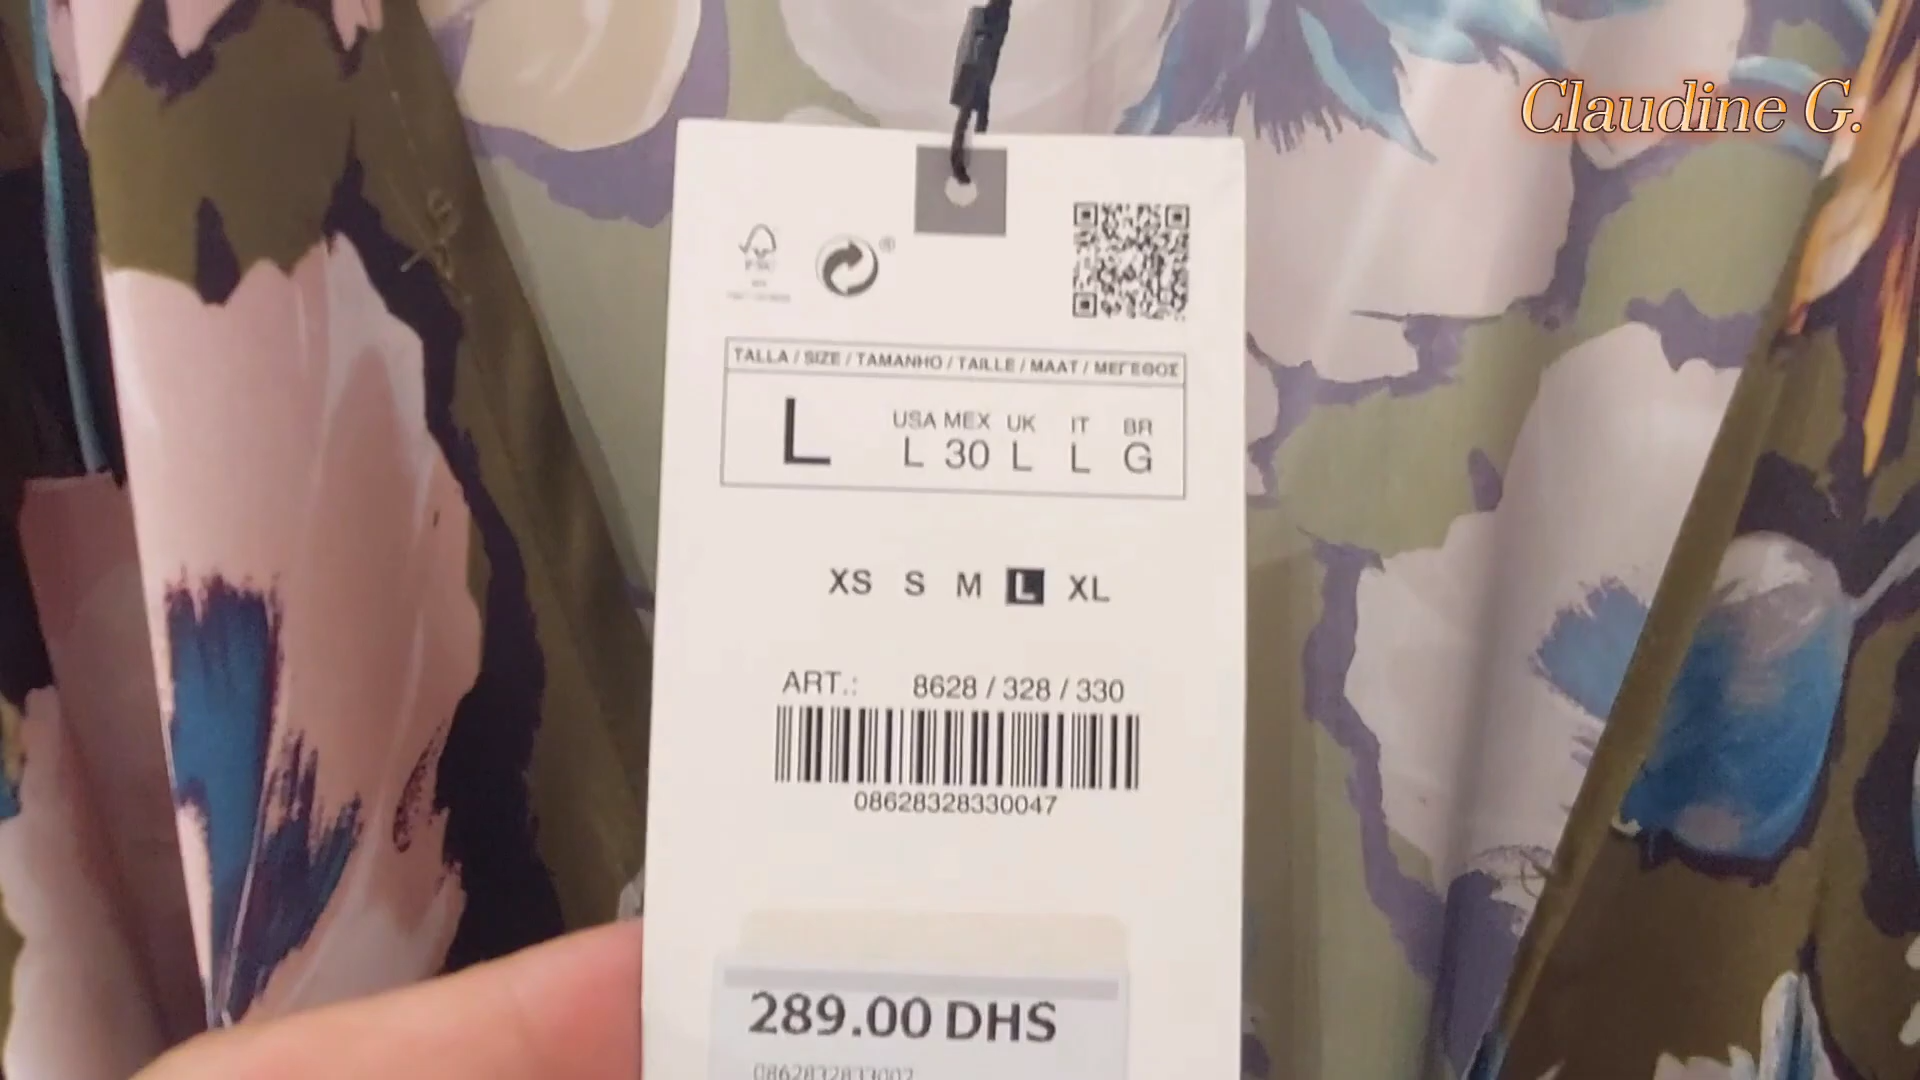 Claudine G.
FSC
®
TALLA / SIZE / TAMANHO / TAILLE / MAAT / ΜΕΓΕΘΟΣ
L
USA MEX UK IT BR
L 30 L L G
XS S M L XL
ART.: 8628 / 328 / 330
08628328330047
289.00 DHS